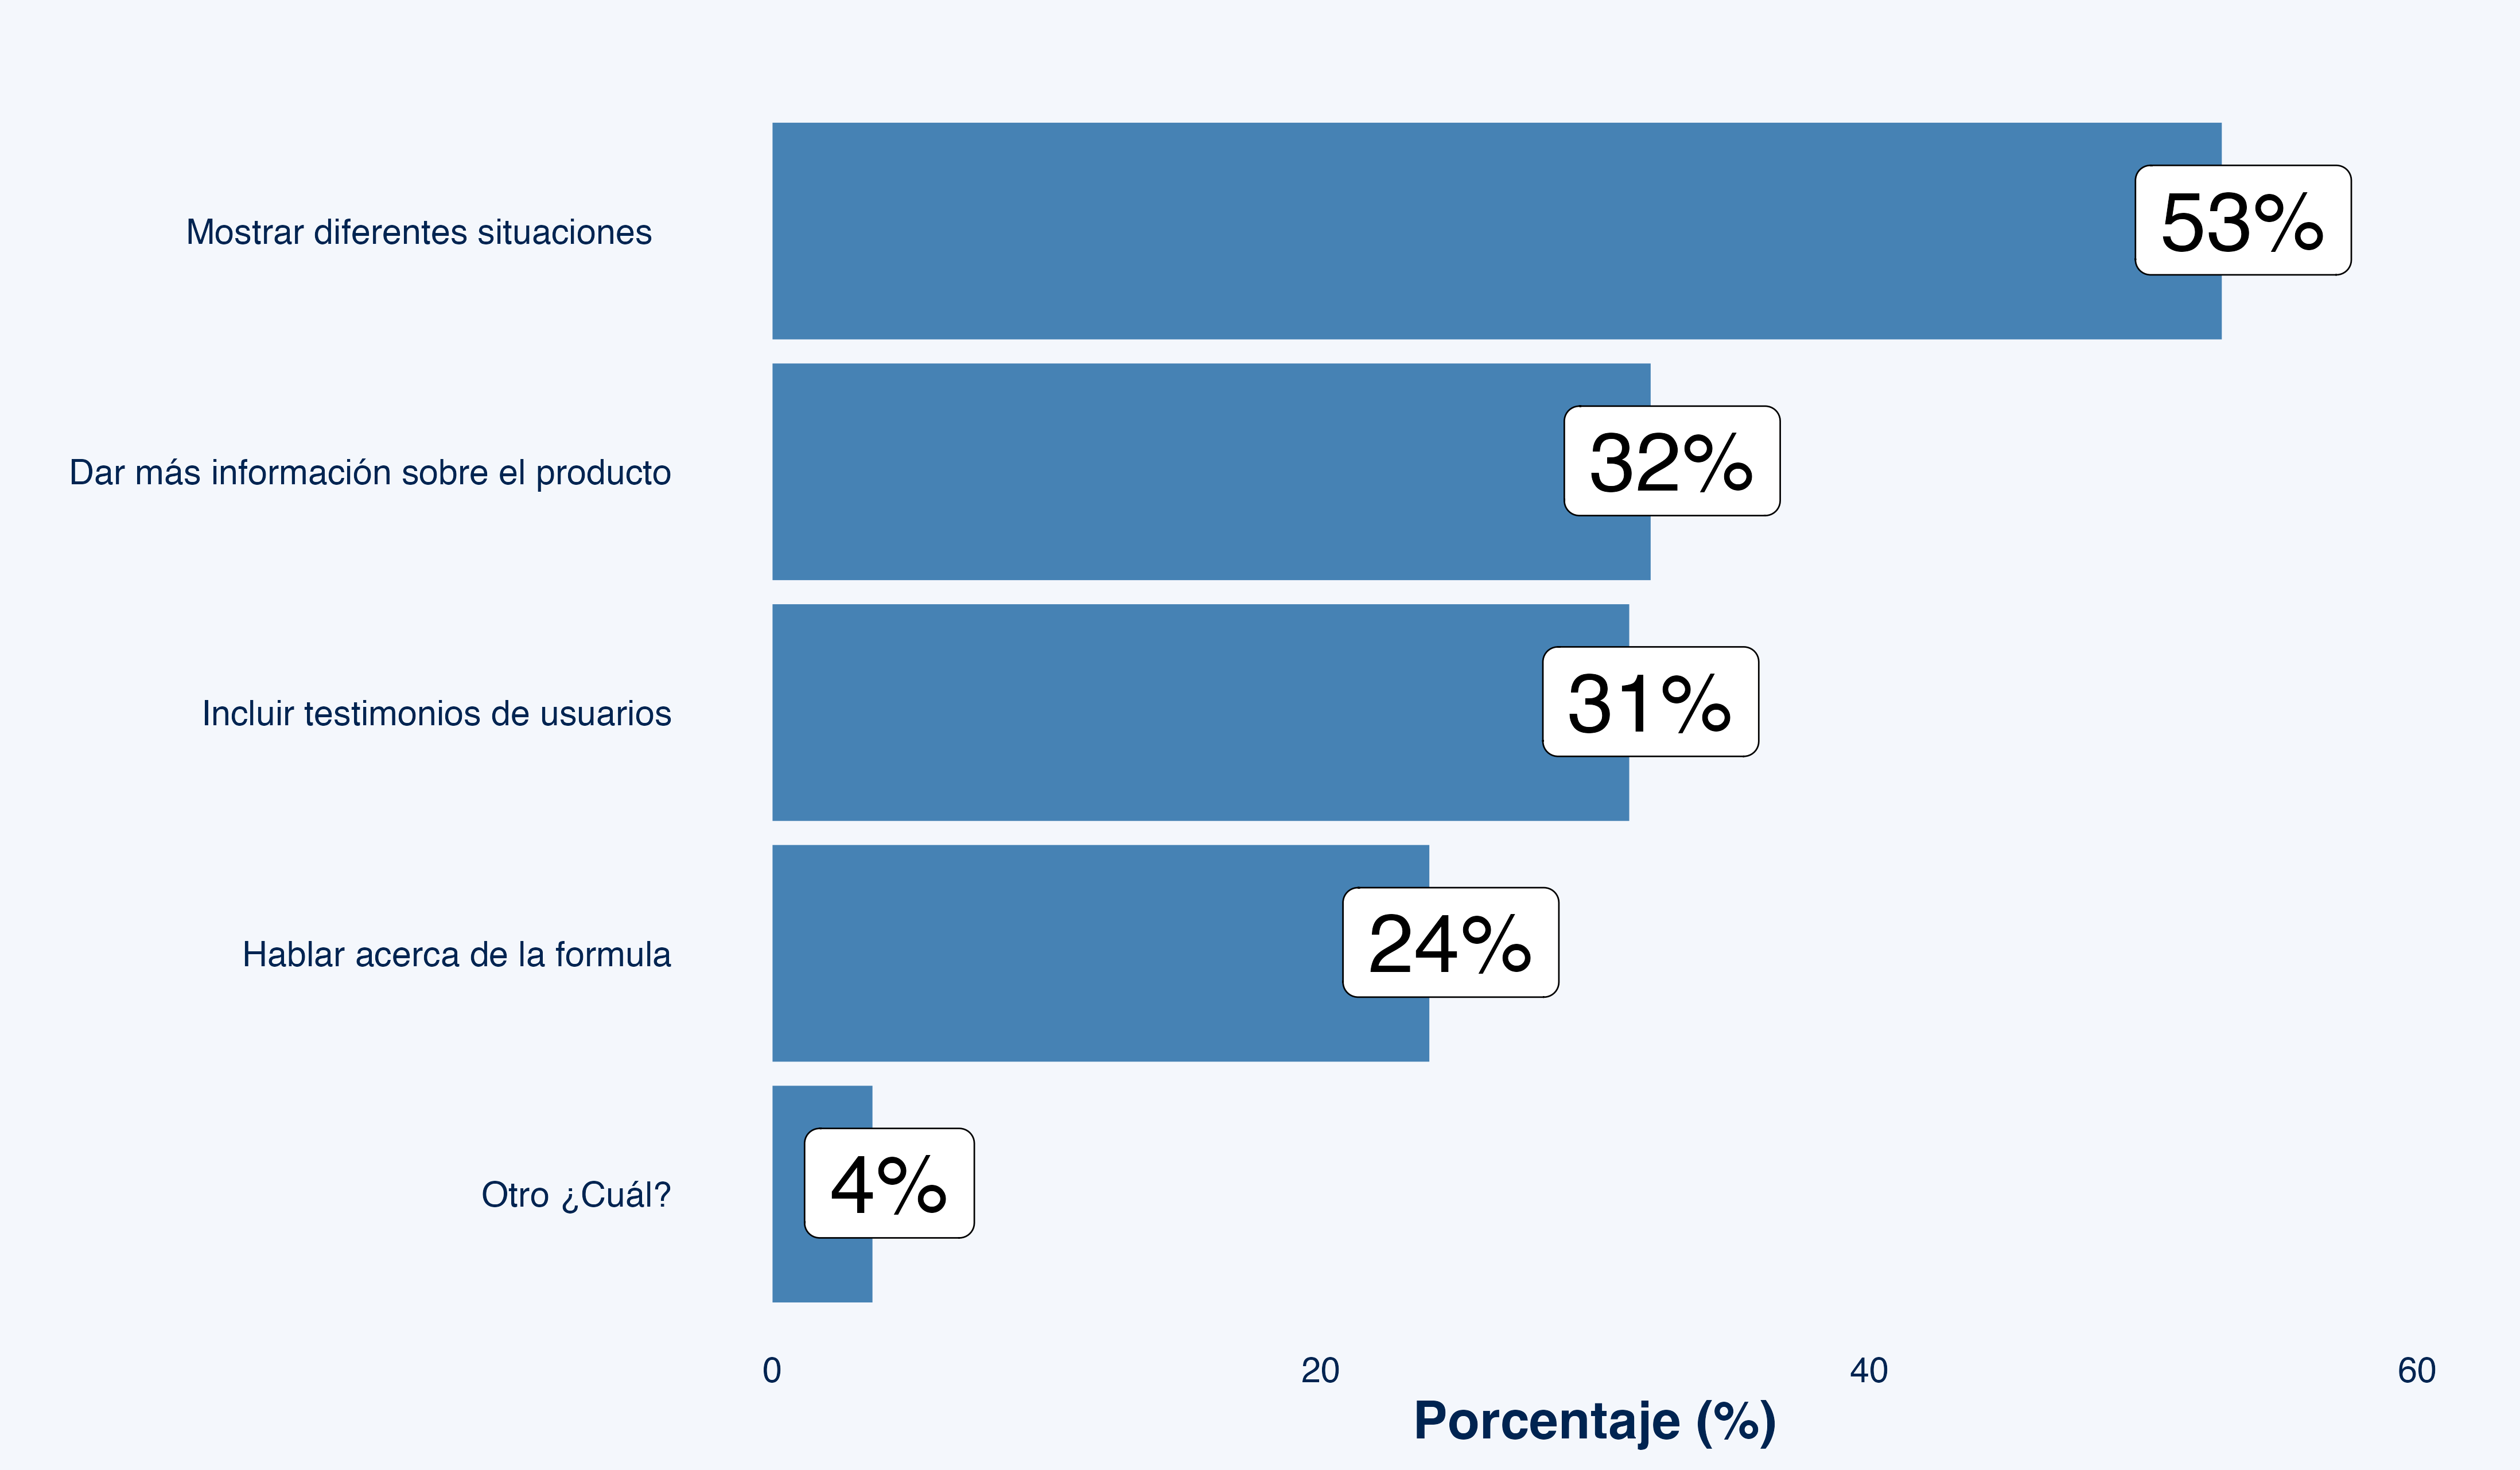 Mostrar diferentes situaciones
53%
Dar más información sobre el producto
32%
Incluir testimonios de usuarios
31%
Hablar acerca de la formula
24%
Otro ¿Cuál?
4%
0 20 40 60
Porcentaje (%)